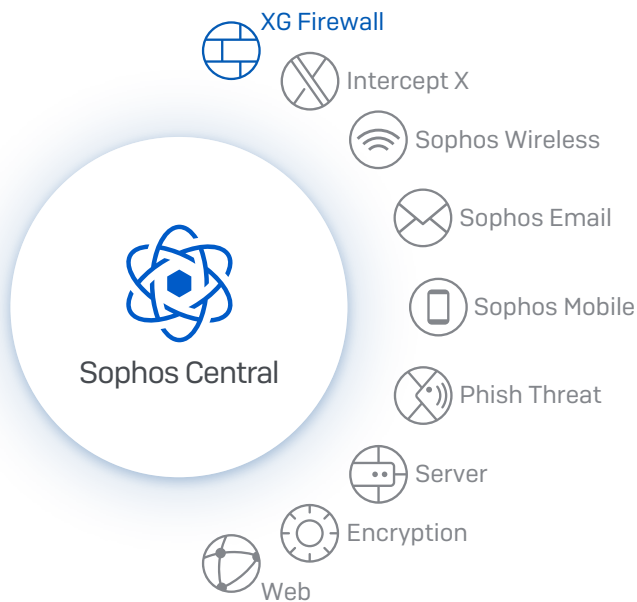 XG Firewall
Intercept X
Sophos Wireless
Sophos Email
Sophos Central
Sophos Mobile
Phish Threat
Server
Encryption
Web